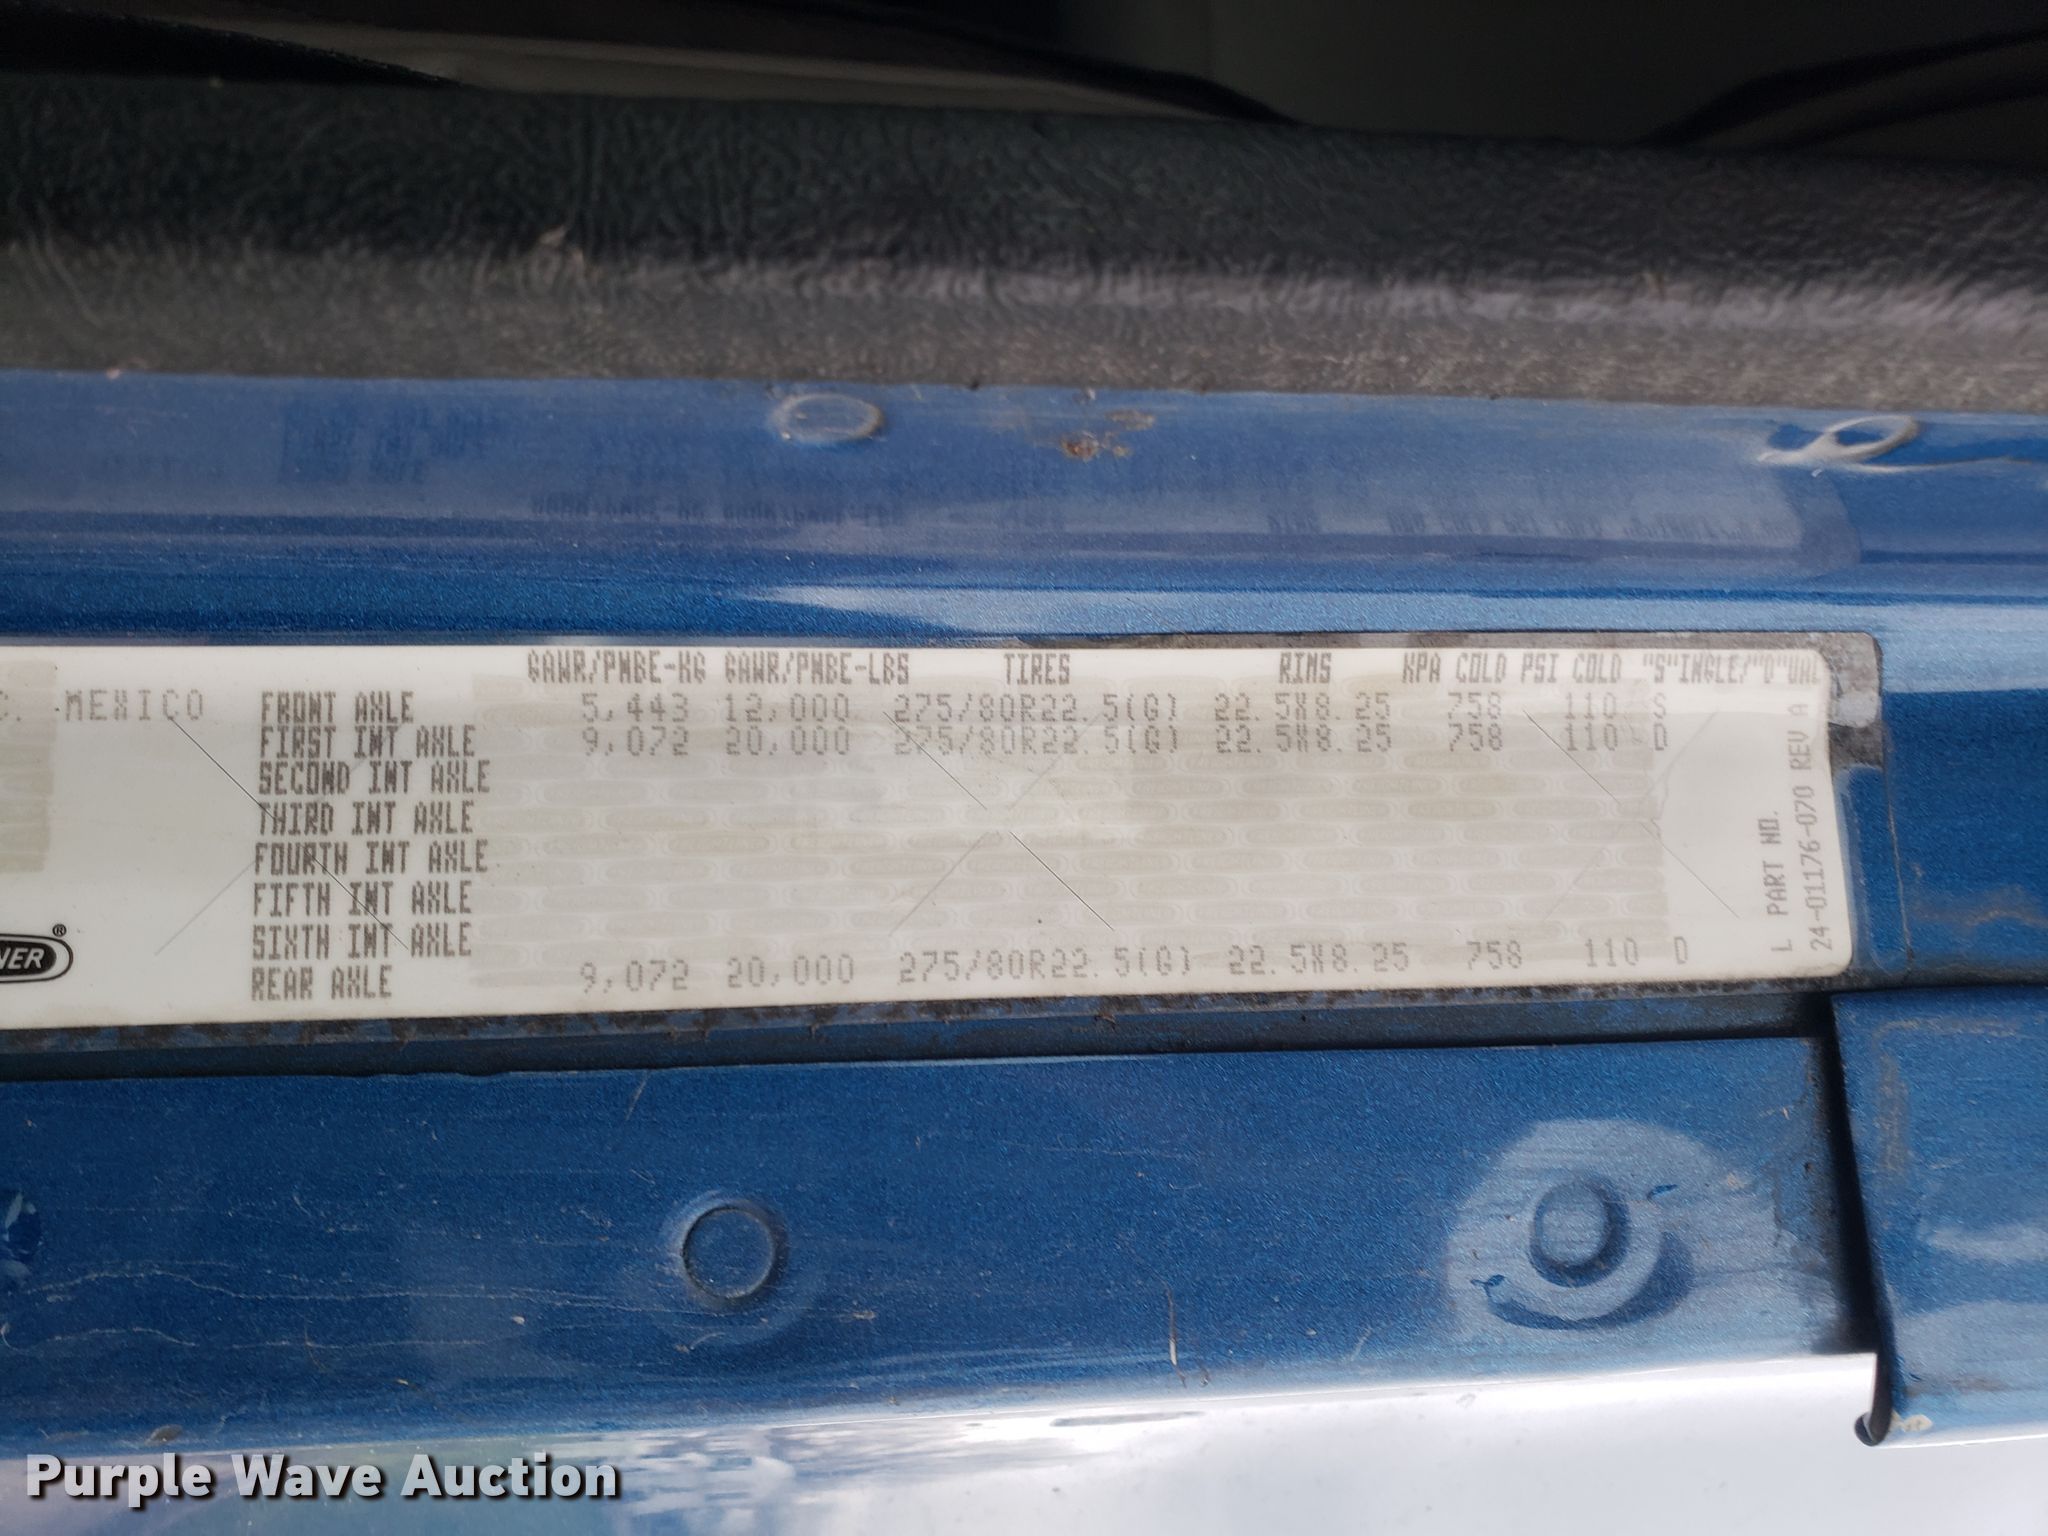 GAWR/PNBE-KG GAWR/PNBE-LBS TIRES RIMS KPA COLD PSI COLD "S"INGLE/"D"UAL
C. MEXICO
FRONT AXLE 5,443 12,000 275/80R22.5(G) 22.5X8.25 758 110 S
FIRST INT AXLE 9,072 20,000 275/80R22.5(G) 22.5X8.25 758 110 D
SECOND INT AXLE
THIRD INT AXLE
FOURTH INT AXLE
FIFTH INT AXLE
SIXTH INT AXLE
REAR AXLE 9,072 20,000 275/80R22.5(G) 22.5X8.25 758 110 D
NER®
L PART NO.
24-01176-070 REV A
Purple Wave Auction